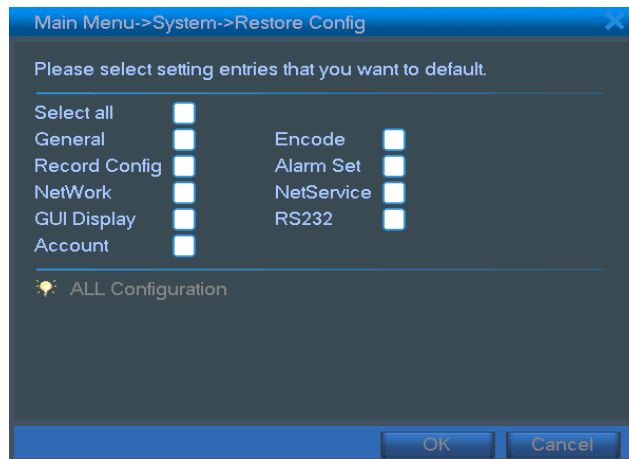 Main Menu->System->Restore Config
Please select setting entries that you want to default.
Select all
General Encode
Record Config Alarm Set
NetWork NetService
GUI Display RS232
Account
ALL Configuration
OK Cancel